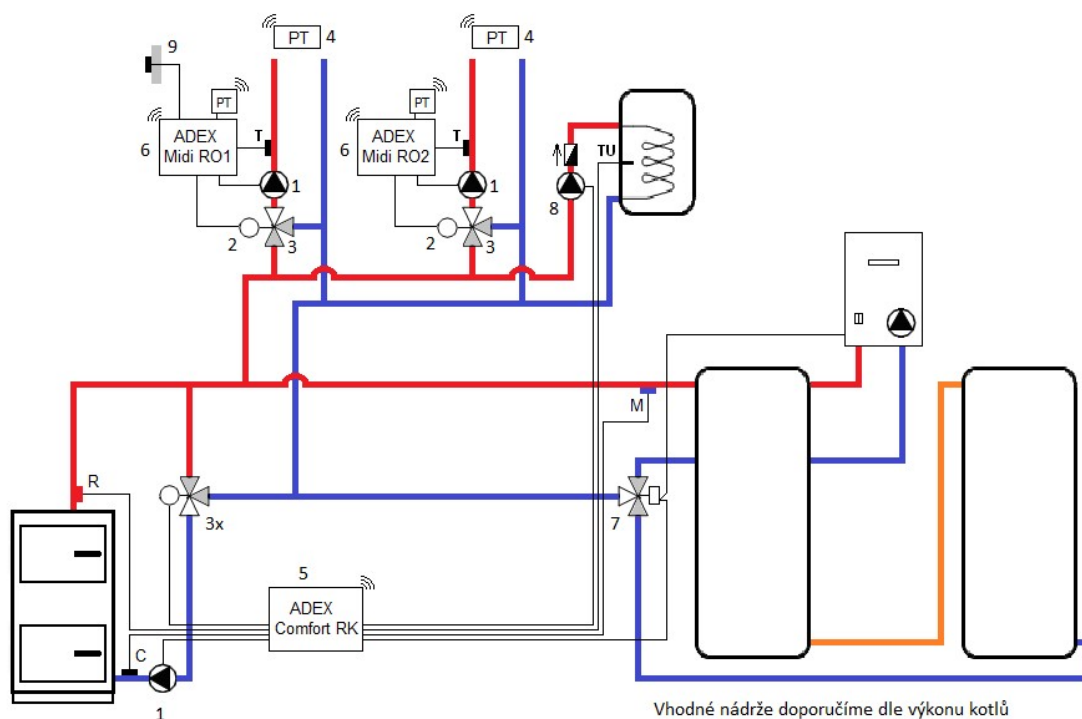 PT 4
PT 4
9
PT
PT
ADEX
Midi RO1
6
T
ADEX
Midi RO2
6
T
TU
1
1
8
2
3
2
3
M
R
3x
7
5
ADEX
Comfort RK
C
1
Vhodné nádrže doporučíme dle výkonu kotlů